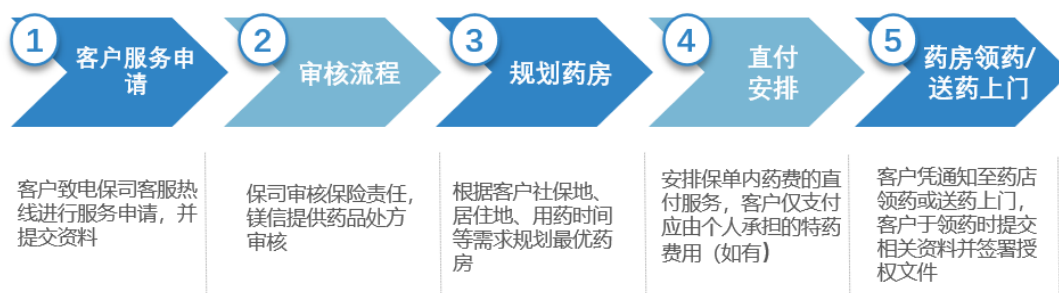 1
客户服务申
请
2
审核流程
3
规划药房
4
直付
安排
5
药房领药/
送药上门
客户致电保司客服热
线进行服务申请，并
提交资料
保司审核保险责任，
镁信提供药品处方
审核
根据客户社保地、
居住地、用药时间
等需求规划最优药
房
安排保单内药费的直
付服务，客户仅支付
应由个人承担的特药
费用（如有)
客户凭通知至药店
领药或送药上门，
客户于领药时提交
相关资料并签署授
权文件